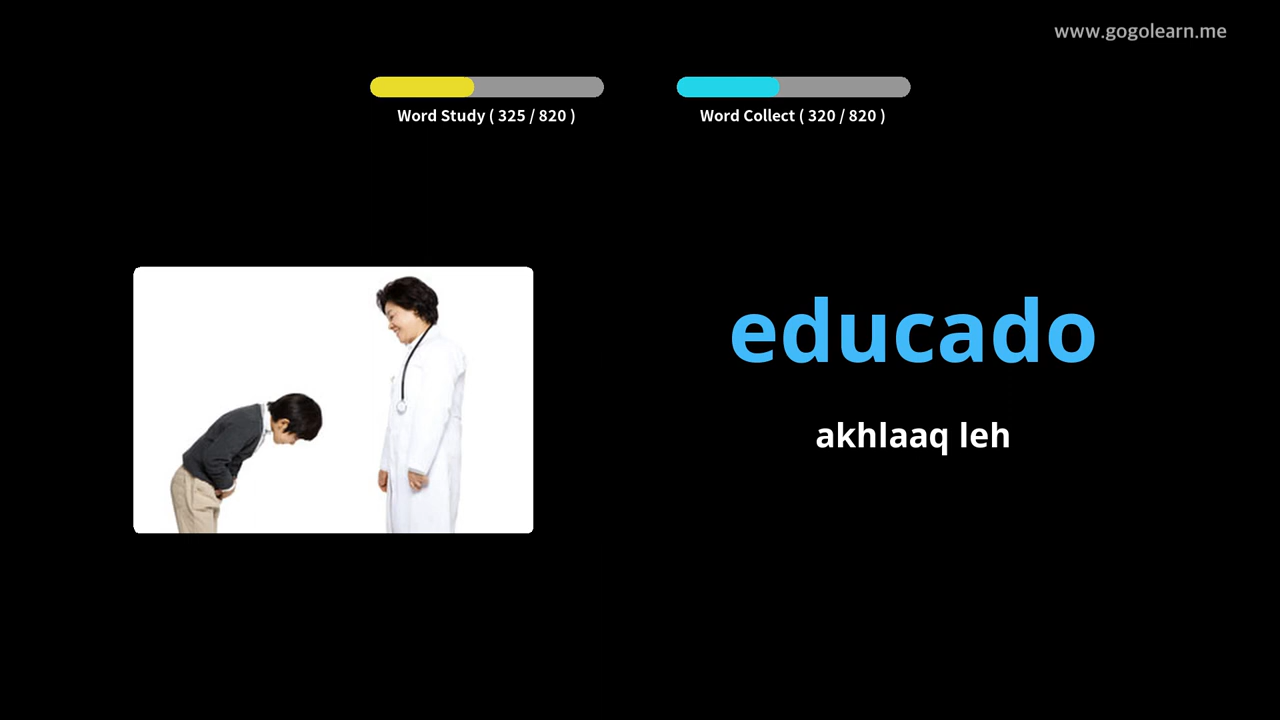 www.gogolearn.me
Word Study ( 325 / 820 )
Word Collect ( 320 / 820 )
educado
akhlaaq leh